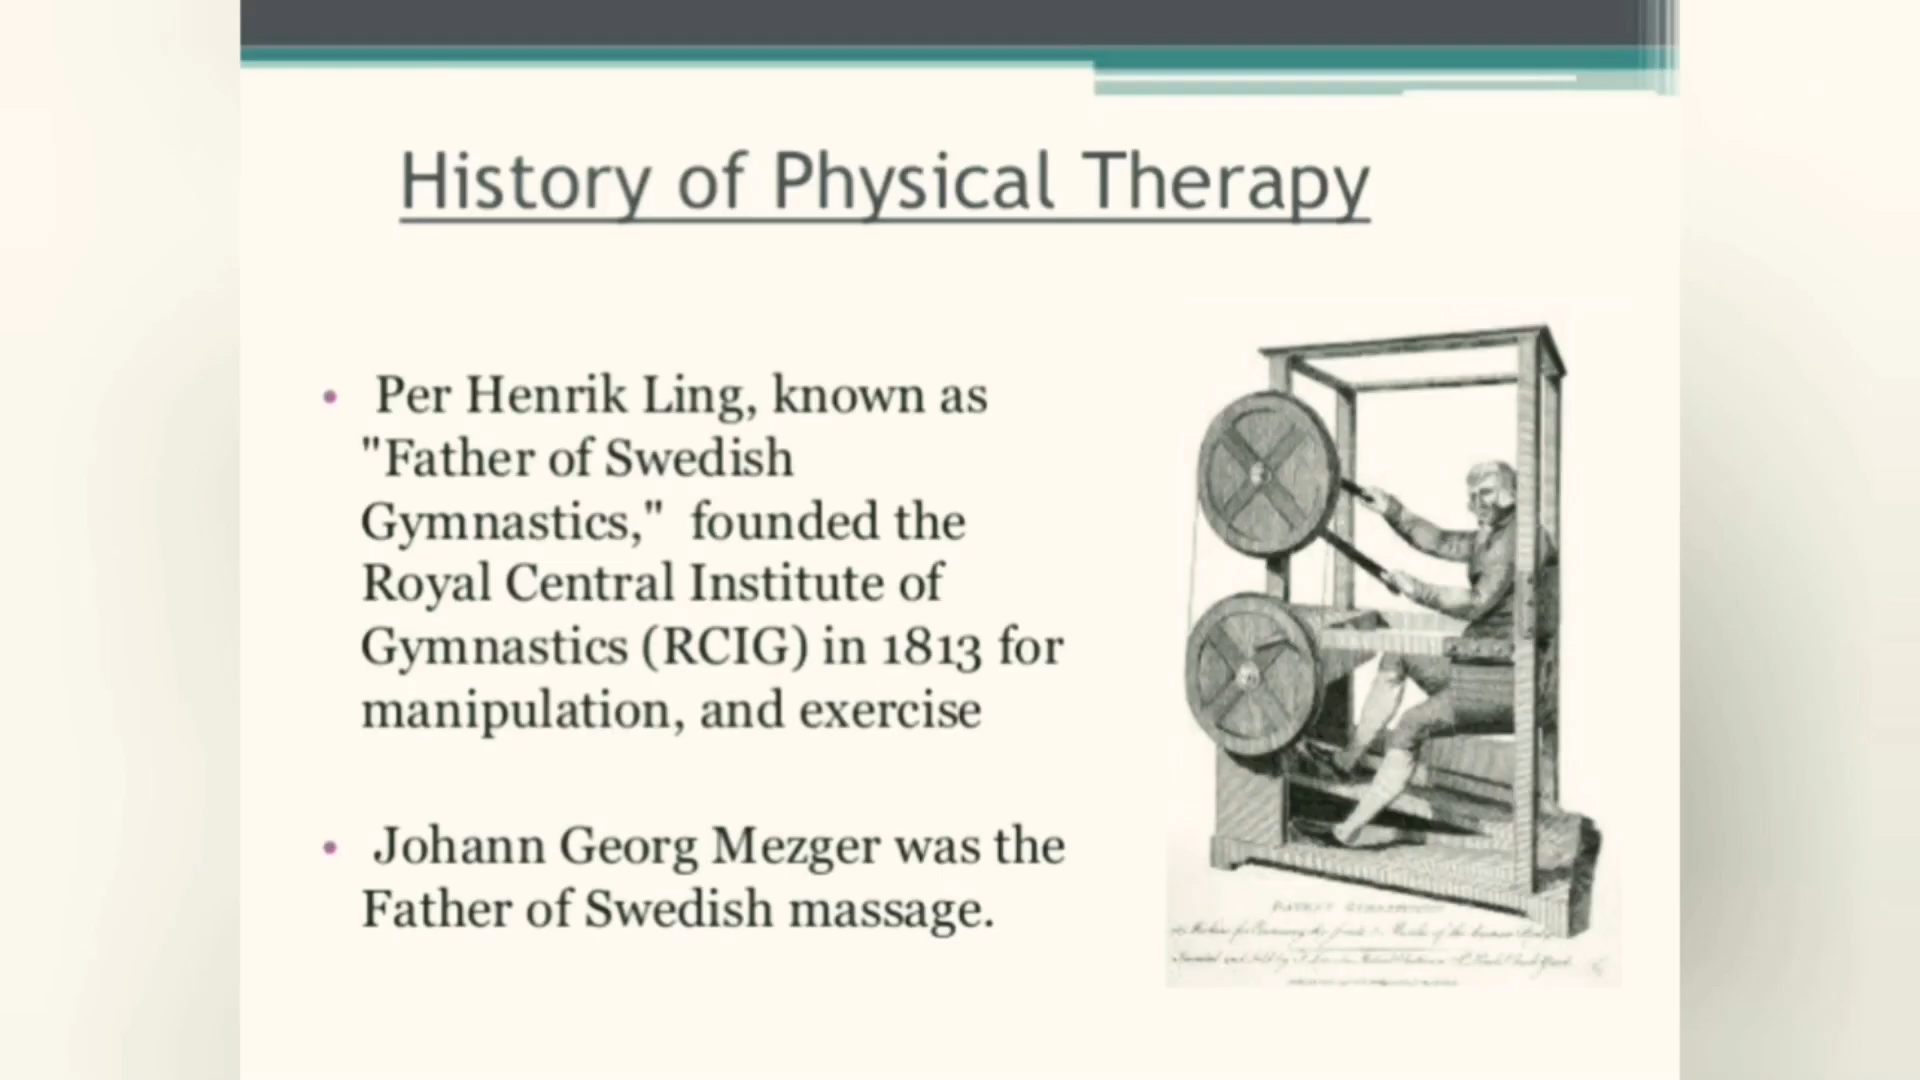 History of Physical Therapy
• Per Henrik Ling, known as
"Father of Swedish
Gymnastics," founded the
Royal Central Institute of
Gymnastics (RCIG) in 1813 for
manipulation, and exercise
• Johann Georg Mezger was the
Father of Swedish massage.